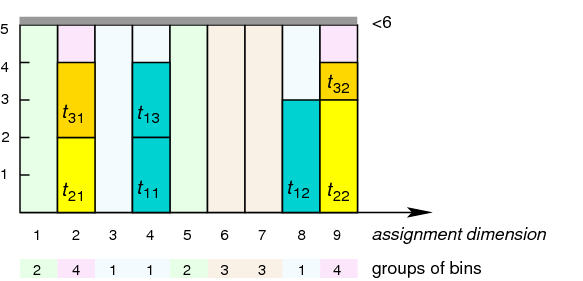 <6
5
4
3
2
1
t31 t13 t32
t21 t11 t12 t22
1 2 3 4 5 6 7 8 9 assignment dimension
2 4 1 1 2 3 3 1 4 groups of bins